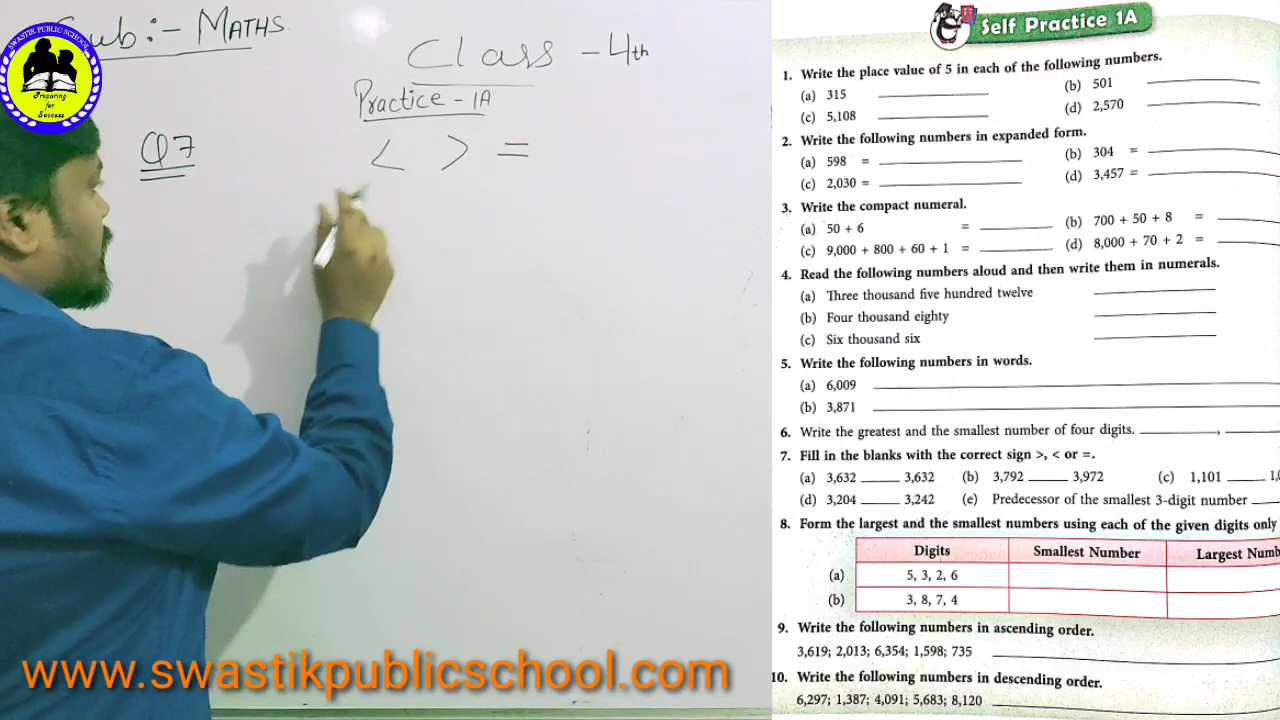 SWASTIK PUBLIC SCHOOL
Preparing
for
Success
Sub:- MATHS
Class - 4th
Practice - 1A
Q7
< > =
www.swastikpublicschool.com
Self Practice 1A
1. Write the place value of 5 in each of the following numbers.
(a) 315 (b) 501
(c) 5,108 (d) 2,570
2. Write the following numbers in expanded form.
(a) 598 = (b) 304 =
(c) 2,030 = (d) 3,457 =
3. Write the compact numeral.
(a) 50 + 6 = (b) 700 + 50 + 8 =
(c) 9,000 + 800 + 60 + 1 = (d) 8,000 + 70 + 2 =
4. Read the following numbers aloud and then write them in numerals.
(a) Three thousand five hundred twelve
(b) Four thousand eighty
(c) Six thousand six
5. Write the following numbers in words.
(a) 6,009
(b) 3,871
6. Write the greatest and the smallest number of four digits. ,
7. Fill in the blanks with the correct sign >, < or =.
(a) 3,632 3,632 (b) 3,792 3,972 (c) 1,101
(d) 3,204 3,242 (e) Predecessor of the smallest 3-digit number
8. Form the largest and the smallest numbers using each of the given digits only
Digits Smallest Number Largest
(a) 5, 3, 2, 6
(b) 3, 8, 7, 4
9. Write the following numbers in ascending order.
3,619; 2,013; 6,354; 1,598; 735
10. Write the following numbers in descending order.
6,297; 1,387; 4,091; 5,683; 8,120